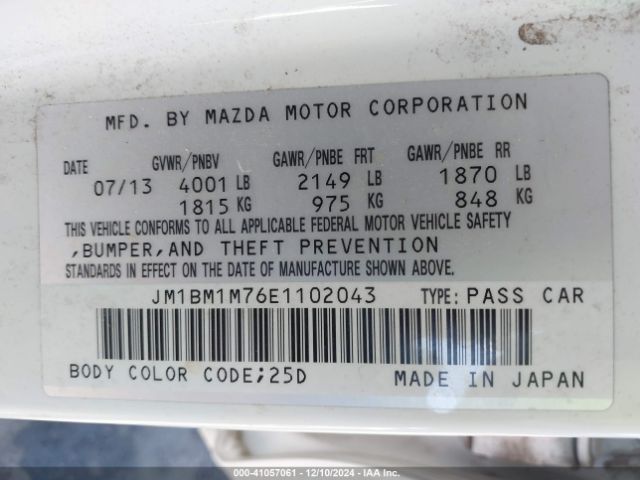 MFD. BY MAZDA MOTOR CORPORATION
DATE GVWR/PNBV GAWR/PNBE FRT GAWR/PNBE RR
07/13 4001 LB 2149 LB 1870 LB
1815 KG 975 KG 848 KG
THIS VEHICLE CONFORMS TO ALL APPLICABLE FEDERAL MOTOR VEHICLE SAFETY
,BUMPER,AND THEFT PREVENTION
STANDARDS IN EFFECT ON THE DATE OF MANUFACTURE SHOWN ABOVE.
JM1BM1M76E1102043 TYPE: PASS CAR
BODY COLOR CODE;25D MADE IN JAPAN
000-41057061 - 12/10/2024 - IAA Inc.